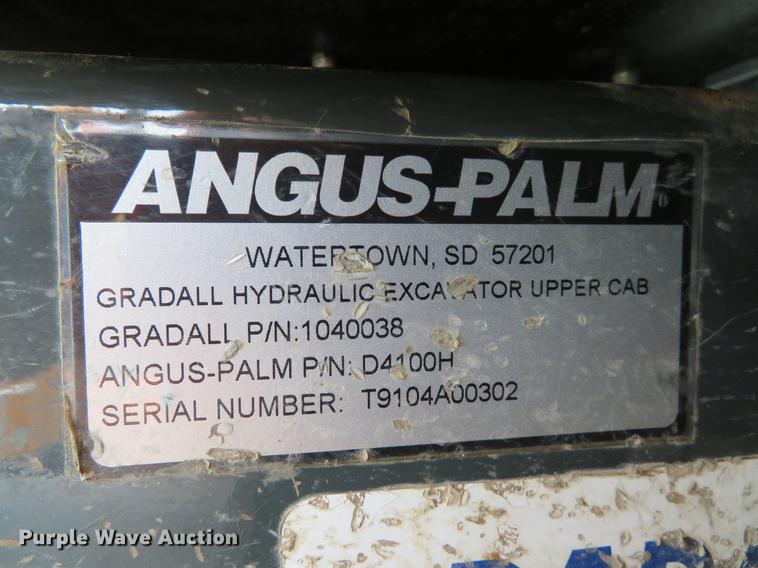 ANGUS-PALM
WATERTOWN, SD 57201
GRADALL HYDRAULIC EXCAVATOR UPPER CAB
GRADALL P/N:1040038
ANGUS-PALM P/N: D4100H
SERIAL NUMBER: T9104A00302
Purple Wave Auction